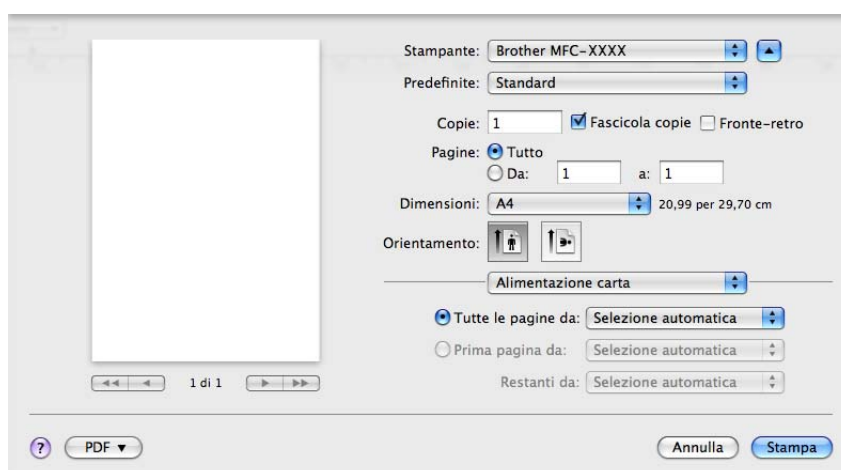 Stampante: Brother MFC-XXXX
Predefinite: Standard
Copie: 1 Fascicola copie Fronte-retro
Pagine: Tutto
Da: 1 a: 1
Dimensioni: A4 20,99 per 29,70 cm
Orientamento:
Alimentazione carta
Tutte le pagine da: Selezione automatica
Prima pagina da: Selezione automatica
Restanti da: Selezione automatica
1 di 1
? PDF ▼ Annulla Stampa